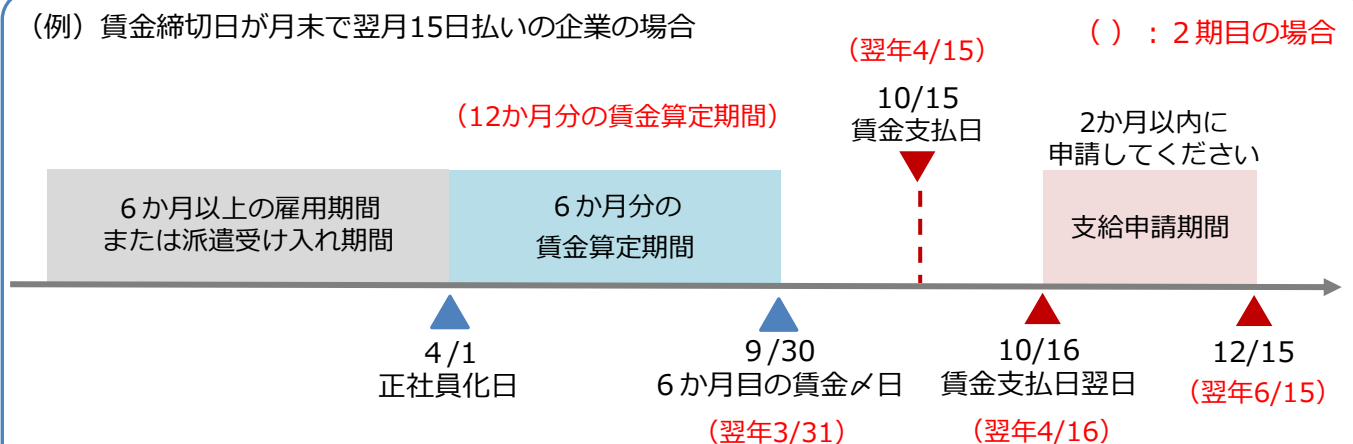 （例）賃金締切日が月末で翌月15日払いの企業の場合
（ ）：２期目の場合
（翌年4/15）
10/15
賃金支払日
（12か月分の賃金算定期間）
2か月以内に
申請してください
６か月以上の雇用期間
または派遣受け入れ期間
６か月分の
賃金算定期間
支給申請期間
4/1
正社員化日
9/30
６か月目の賃金〆日
（翌年3/31）
10/16
賃金支払日翌日
（翌年4/16）
12/15
（翌年6/15）